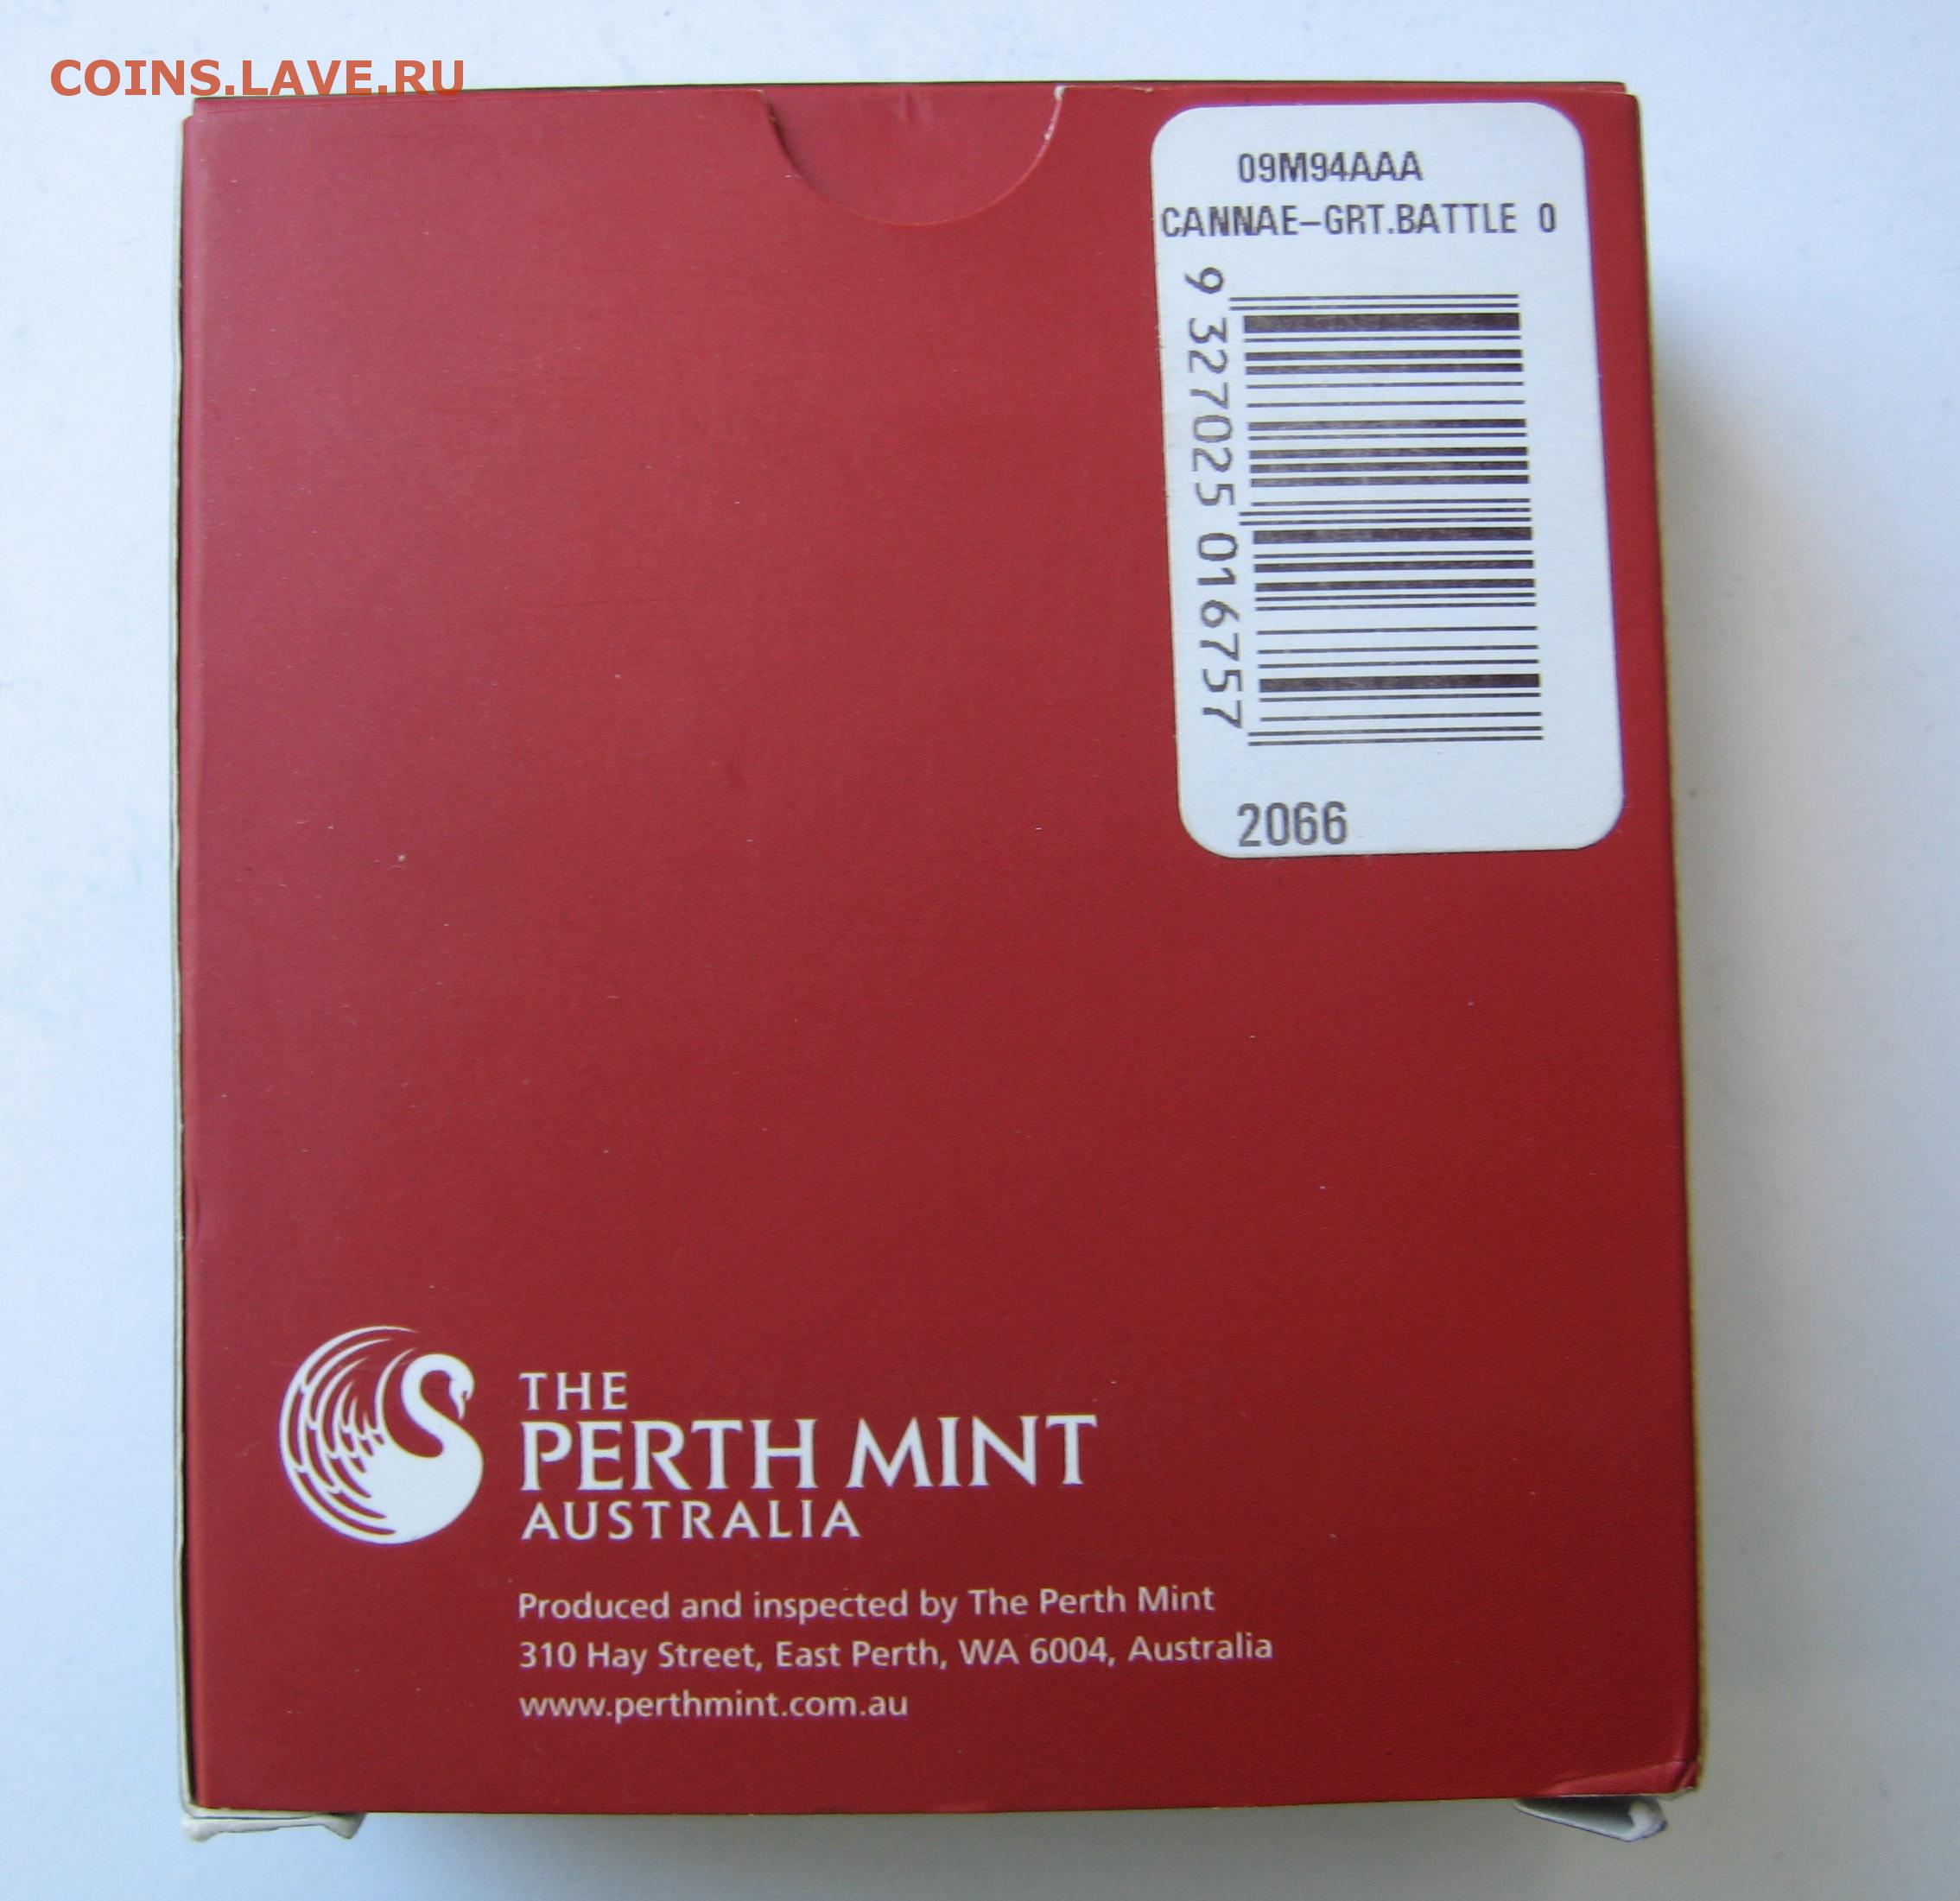 COINS.LAVE.RU
09M94AAA
CANNAE-GRT.BATTLE 0
9 327025 016757
2066
THE
PERTH MINT
AUSTRALIA
Produced and inspected by The Perth Mint
310 Hay Street, East Perth, WA 6004, Australia
www.perthmint.com.au